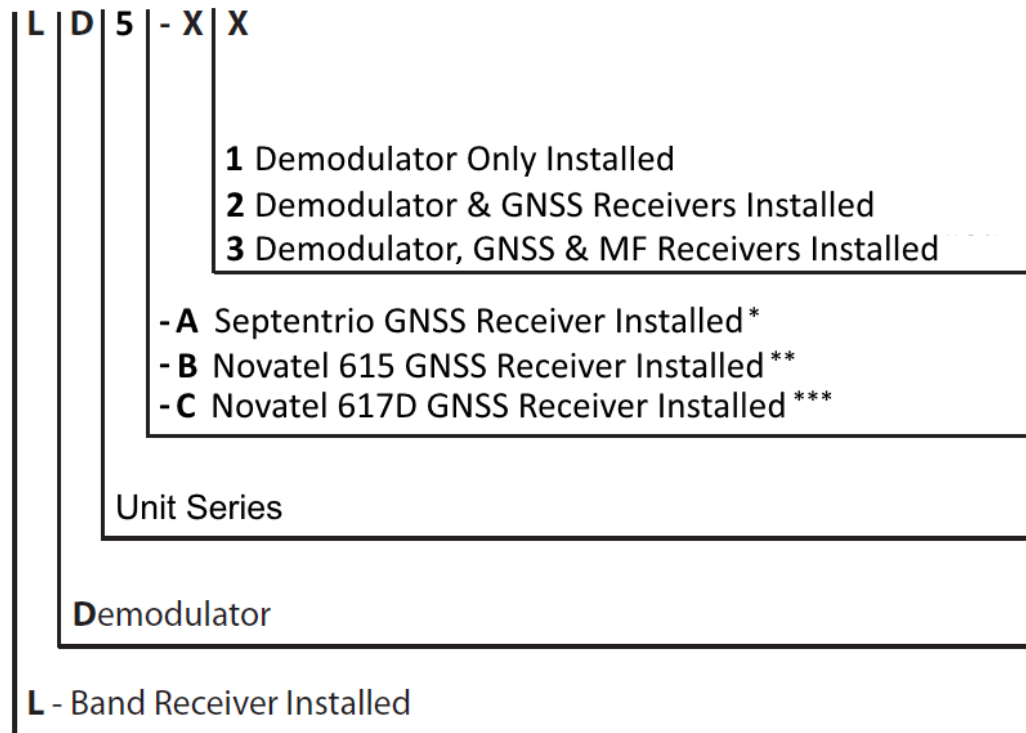 L D 5 - X X
1 Demodulator Only Installed
2 Demodulator & GNSS Receivers Installed
3 Demodulator, GNSS & MF Receivers Installed
- A Septentrio GNSS Receiver Installed*
- B Novatel 615 GNSS Receiver Installed**
- C Novatel 617D GNSS Receiver Installed***
Unit Series
Demodulator
L - Band Receiver Installed